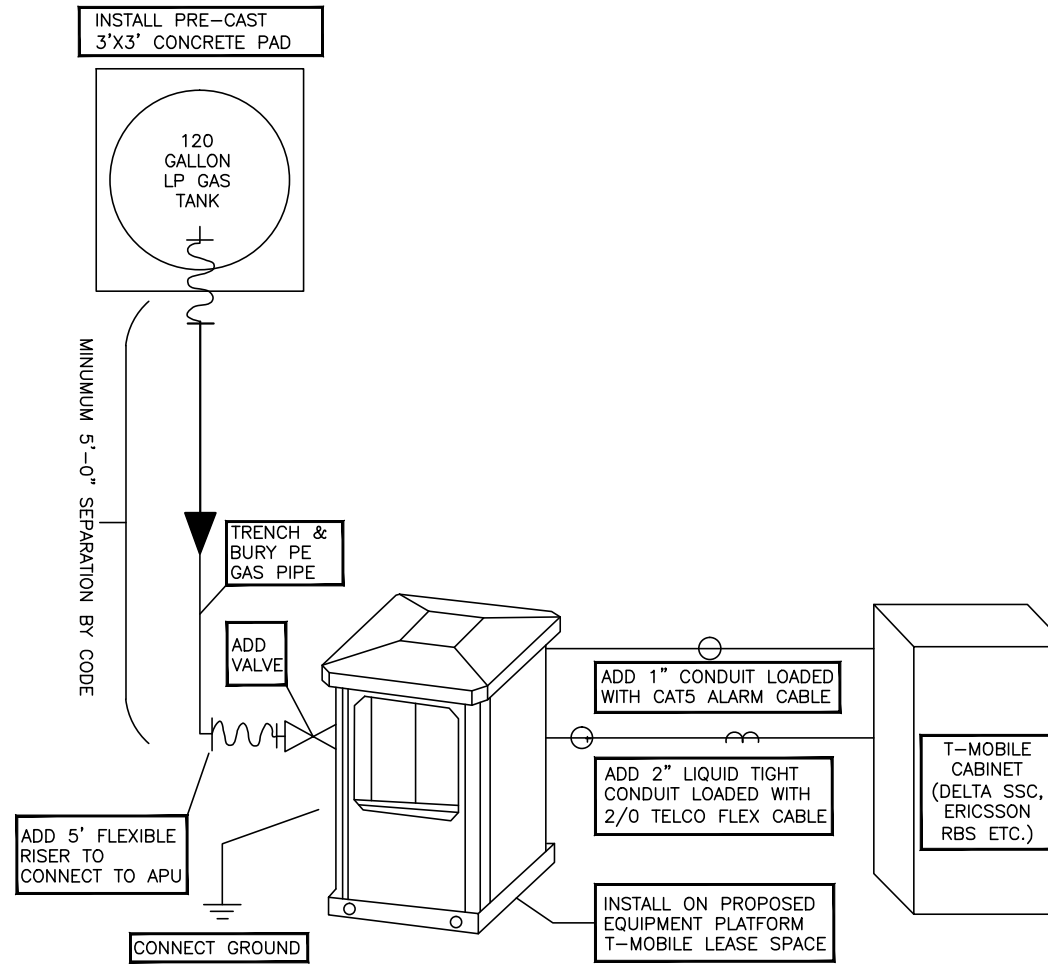 INSTALL PRE-CAST
3'X3' CONCRETE PAD
120
GALLON
LP GAS
TANK
MINUMUM 5'-0" SEPARATION BY CODE
TRENCH &
BURY PE
GAS PIPE
ADD
VALVE
ADD 1" CONDUIT LOADED
WITH CAT5 ALARM CABLE
T-MOBILE
CABINET
(DELTA SSC,
ERICSSON
RBS ETC.)
ADD 2" LIQUID TIGHT
CONDUIT LOADED WITH
2/0 TELCO FLEX CABLE
ADD 5' FLEXIBLE
RISER TO
CONNECT TO APU
INSTALL ON PROPOSED
EQUIPMENT PLATFORM
T-MOBILE LEASE SPACE
CONNECT GROUND